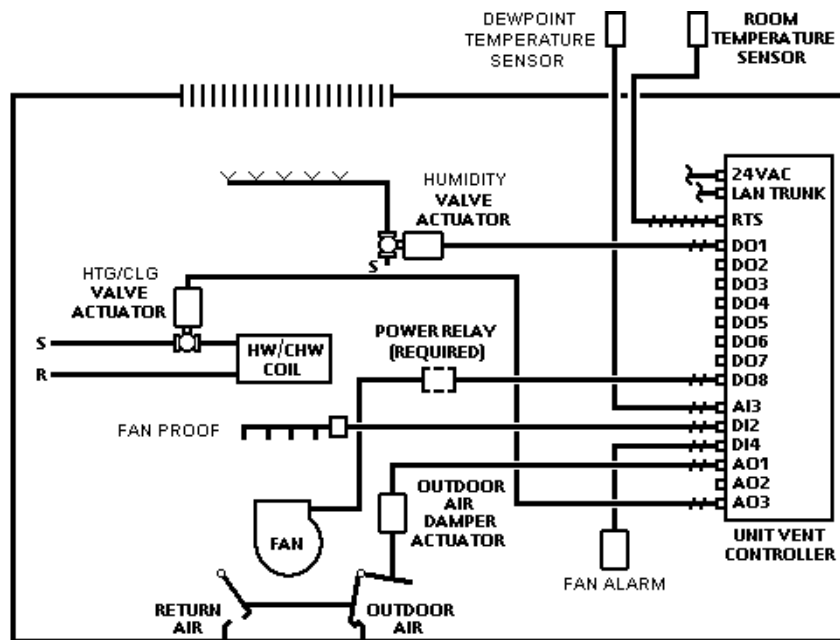 DEWPOINT
TEMPERATURE
SENSOR
ROOM
TEMPERATURE
SENSOR
HUMIDITY
VALVE
ACTUATOR
S
HTG/CLG
VALVE
ACTUATOR
S
R
HW/CHW
COIL
POWER RELAY
(REQUIRED)
FAN PROOF
FAN
OUTDOOR
AIR
DAMPER
ACTUATOR
RETURN
AIR
OUTDOOR
AIR
FAN ALARM
24VAC
LAN TRUNK
RTS
DO1
DO2
DO3
DO4
DO5
DO6
DO7
DO8
AI3
DI2
DI4
AO1
AO2
AO3
UNIT VENT
CONTROLLER